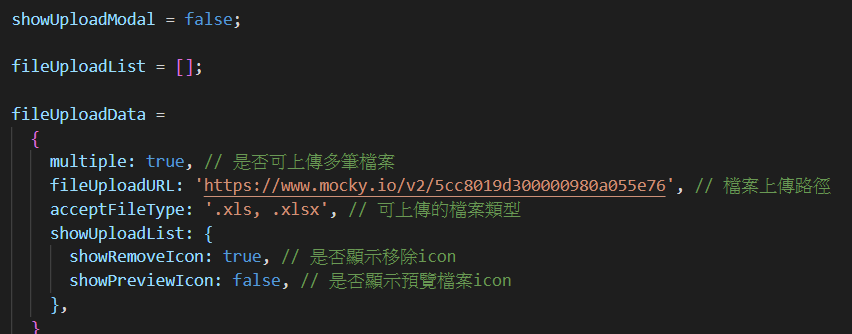 showUploadModal = false;
fileUploadList = [];
fileUploadData =
{
multiple: true, // 是否可上傳多筆檔案
fileUploadURL: 'https://www.mocky.io/v2/5cc8019d300000980a055e76', // 檔案上傳路徑
acceptFileType: '.xls, .xlsx', // 可上傳的檔案類型
showUploadList: {
showRemoveIcon: true, // 是否顯示移除icon
showPreviewIcon: false, // 是否顯示預覽檔案icon
},
}